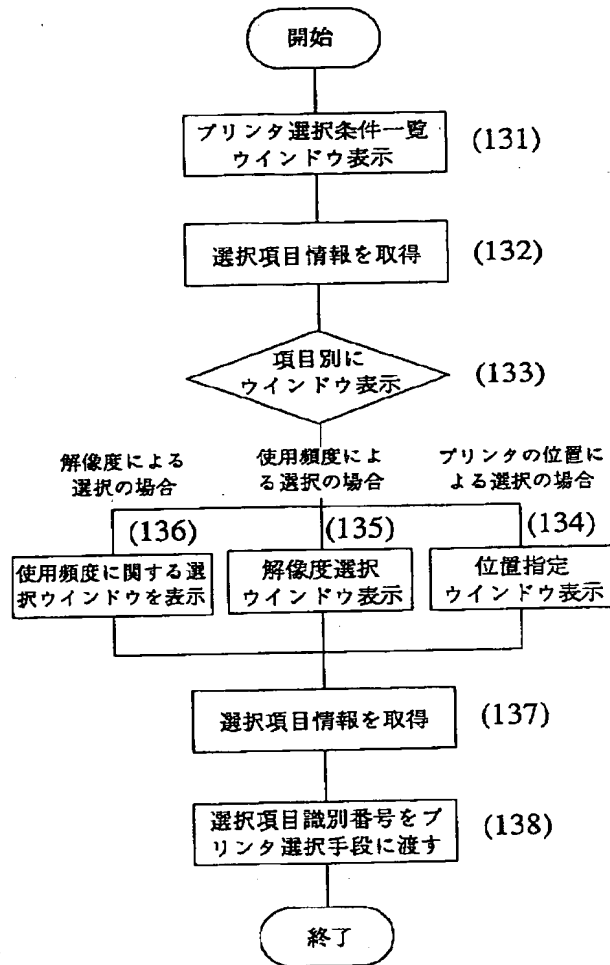 開始
プリンタ選択条件一覧
ウインドウ表示
(131)
選択項目情報を取得
(132)
項目別に
ウインドウ表示
(133)
解像度による
選択の場合
使用頻度によ
る選択の場合
プリンタの位置に
よる選択の場合
(136)
(135)
(134)
使用頻度に関する選
択ウインドウを表示
解像度選択
ウインドウ表示
位置指定
ウインドウ表示
選択項目情報を取得
(137)
選択項目識別番号をプ
リンタ選択手段に渡す
(138)
終了